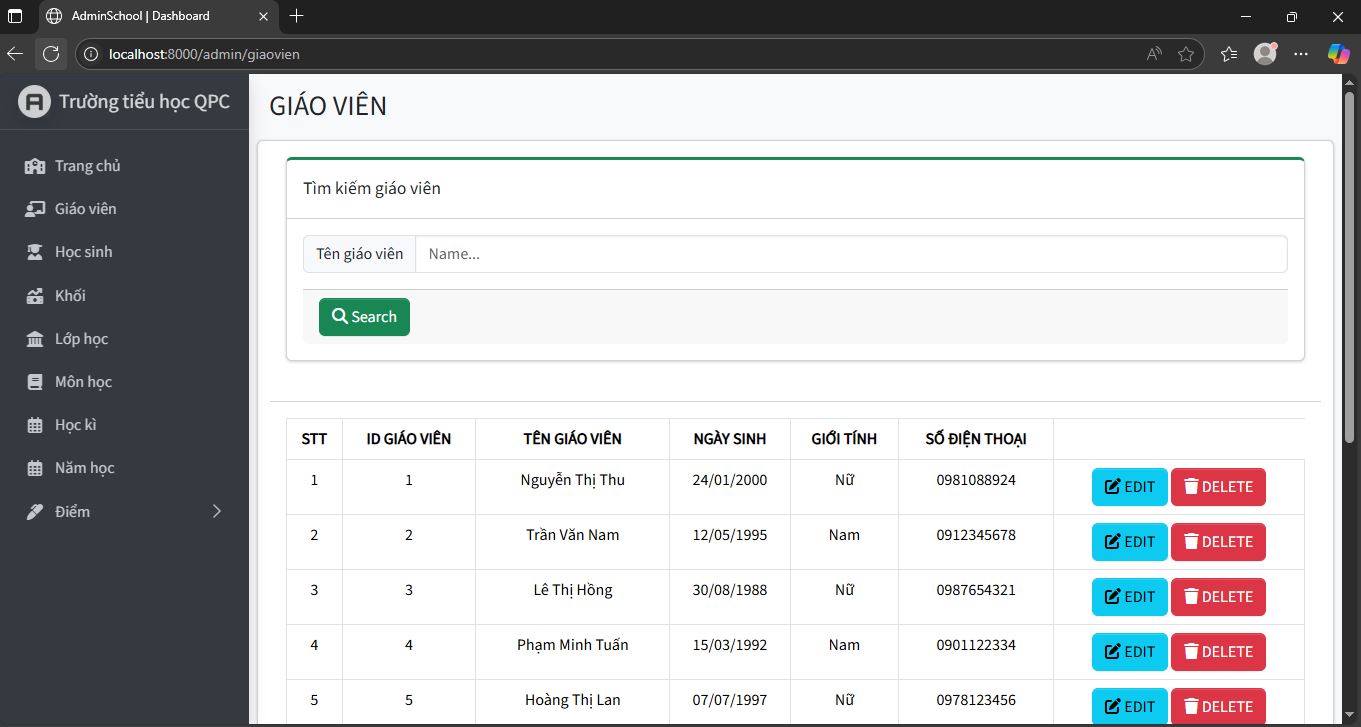 AdminSchool | Dashboard
localhost:8000/admin/giaovien
Trường tiểu học QPC
Trang chủ
Giáo viên
Học sinh
Khối
Lớp học
Môn học
Học kì
Năm học
Điểm
GIÁO VIÊN
Tìm kiếm giáo viên
Tên giáo viên Name...
Search
STT ID GIÁO VIÊN TÊN GIÁO VIÊN NGÀY SINH GIỚI TÍNH SỐ ĐIỆN THOẠI
1 1 Nguyễn Thị Thu 24/01/2000 Nữ 0981088924 EDIT DELETE
2 2 Trần Văn Nam 12/05/1995 Nam 0912345678 EDIT DELETE
3 3 Lê Thị Hồng 30/08/1988 Nữ 0987654321 EDIT DELETE
4 4 Phạm Minh Tuấn 15/03/1992 Nam 0901122334 EDIT DELETE
5 5 Hoàng Thị Lan 07/07/1997 Nữ 0978123456 EDIT DELETE